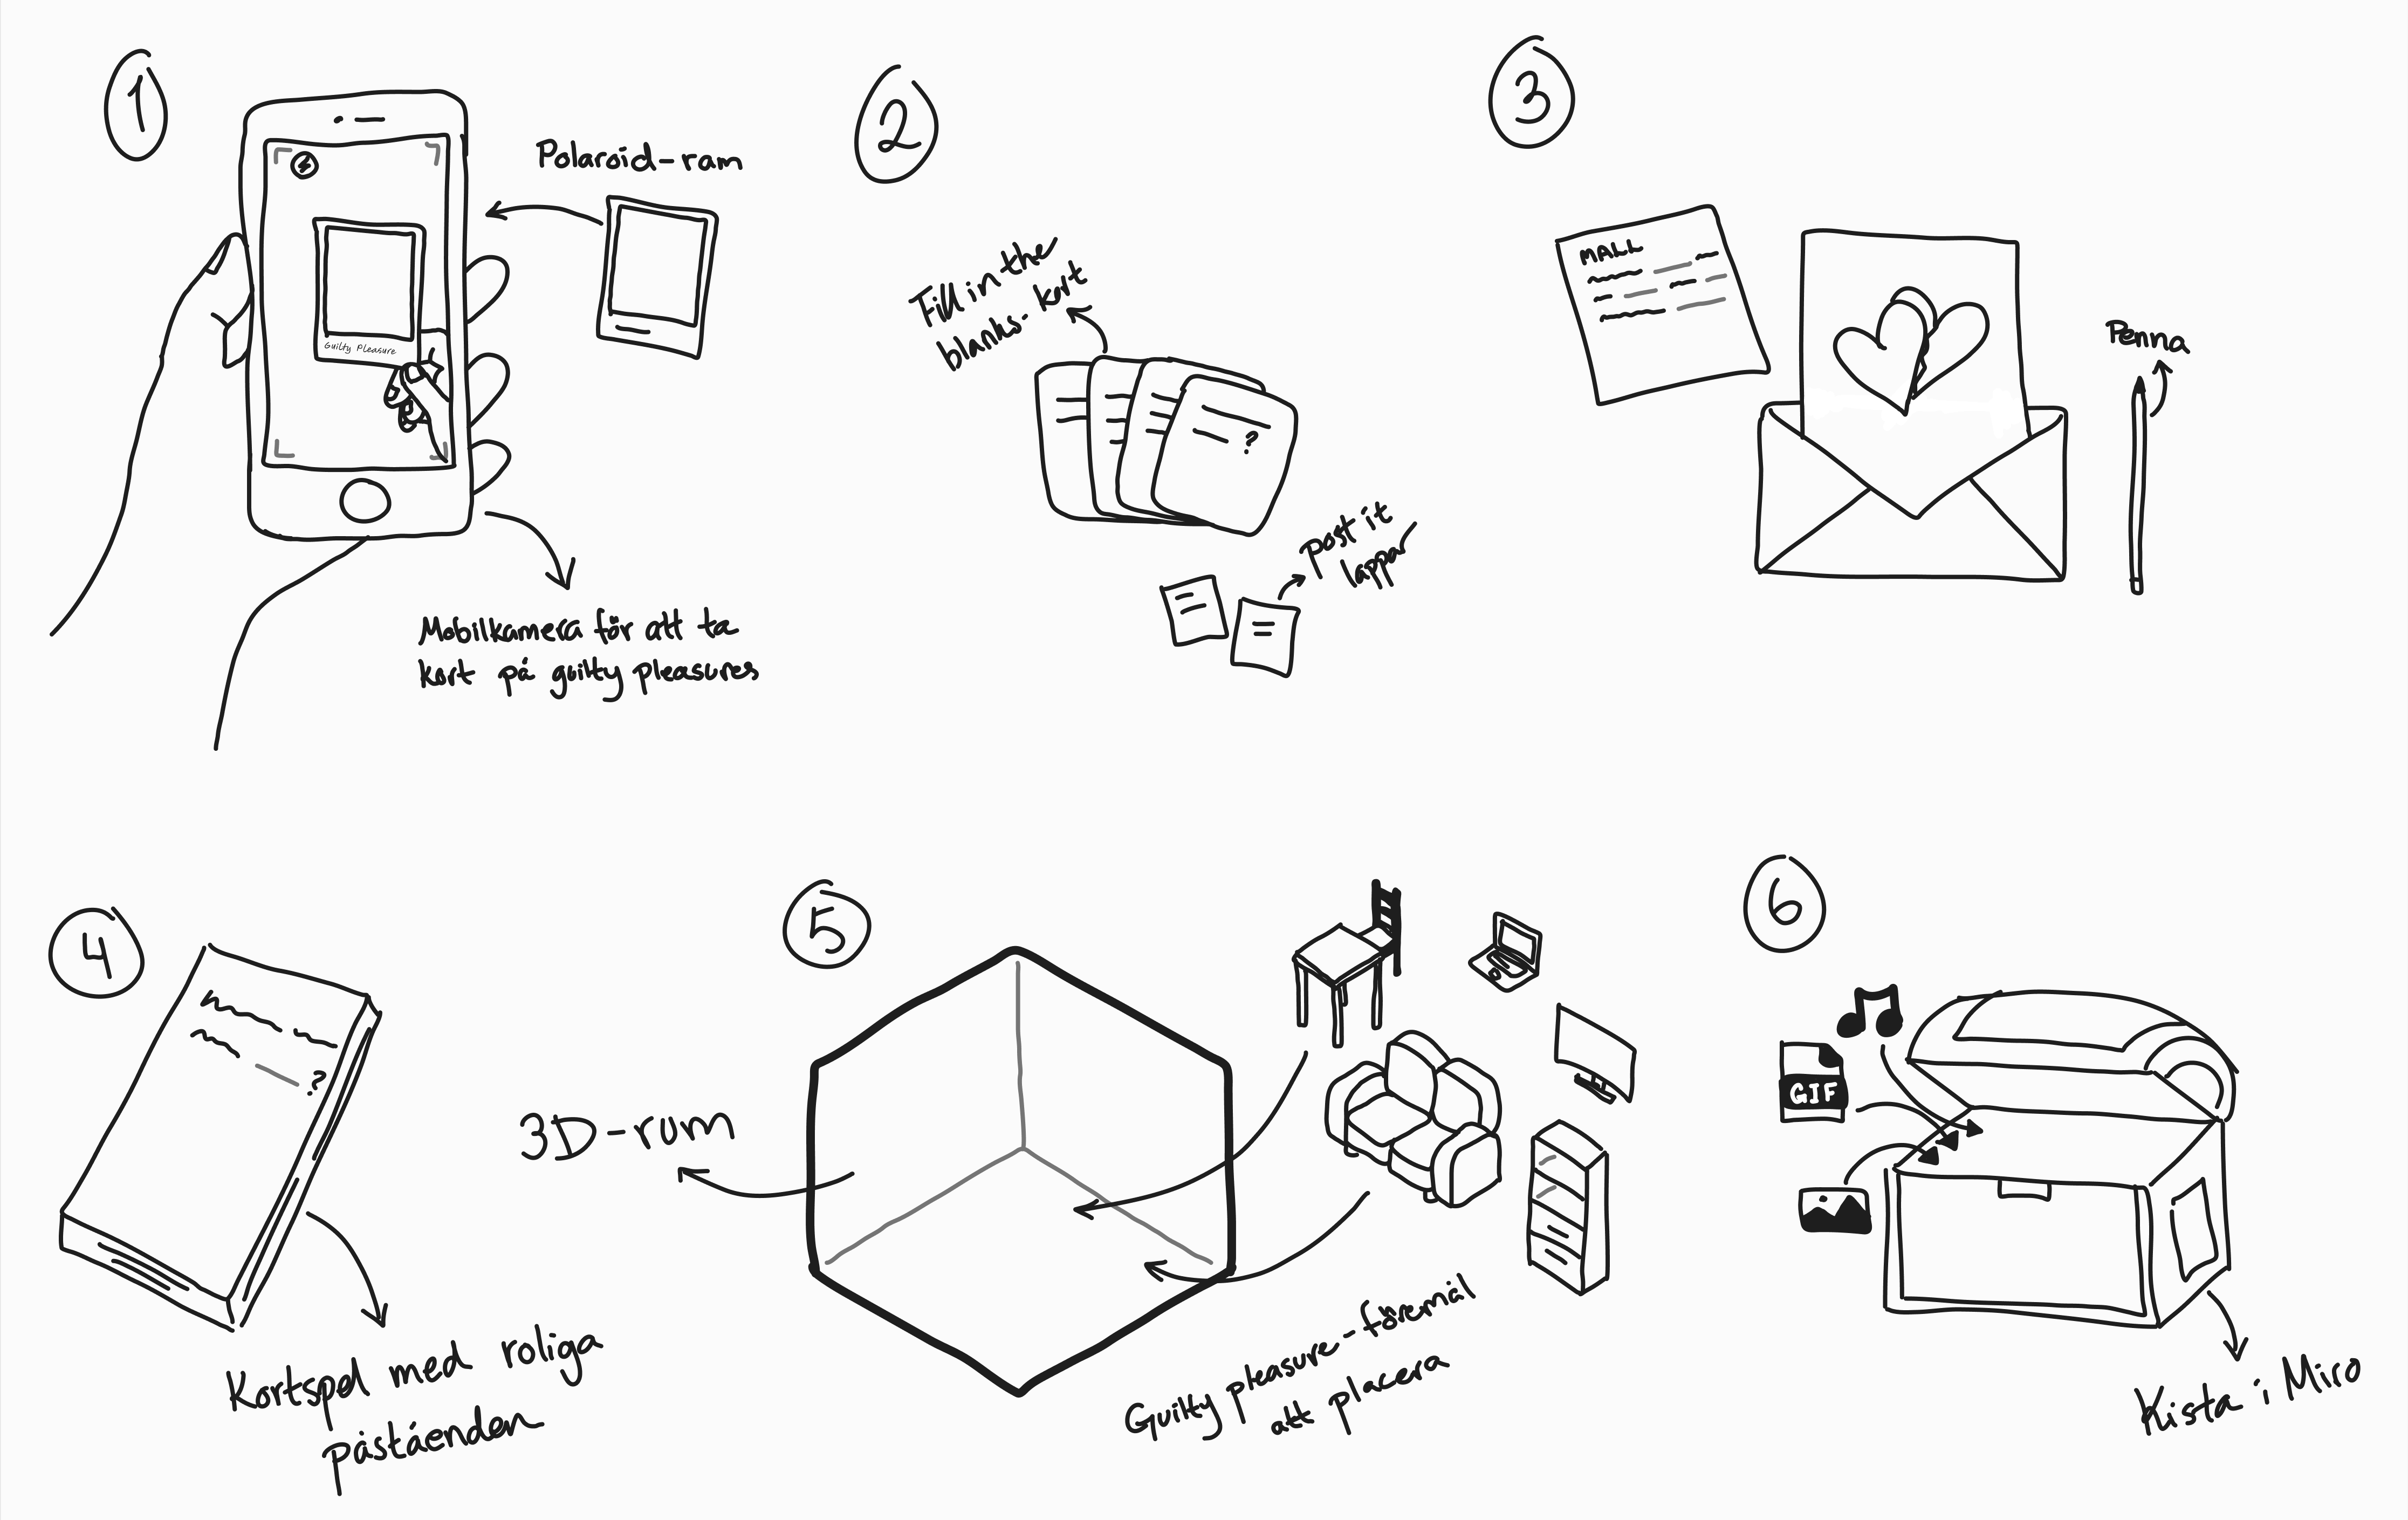 1
Polaroid-ram
Guilty Pleasure
Mobilkamera för att ta
kort på guilty pleasures
2
Fill in the
blanks-kort
Post it
lappar
3
MALL
Penna
4
?
Kortspel med roliga
påståenden
5
3D-rum
Guilty pleasure-föremål
att placera
6
GIF
Kista i Miro
?